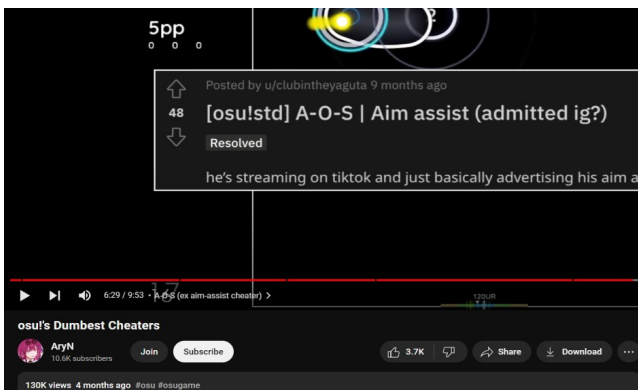 5pp
0 0 0
2
Posted by u/clubintheyaguta 9 months ago
48
[osu!std] A-O-S | Aim assist (admitted ig?)
Resolved
he's streaming on tiktok and just basically advertising his aim a
6:29 / 9:53 • A-O-S (ex aim-assist cheater) >
120UR
osu!'s Dumbest Cheaters
AryN
10.6K subscribers
Join
Subscribe
3.7K
Share
Download
130K views 4 months ago #osu #osugame